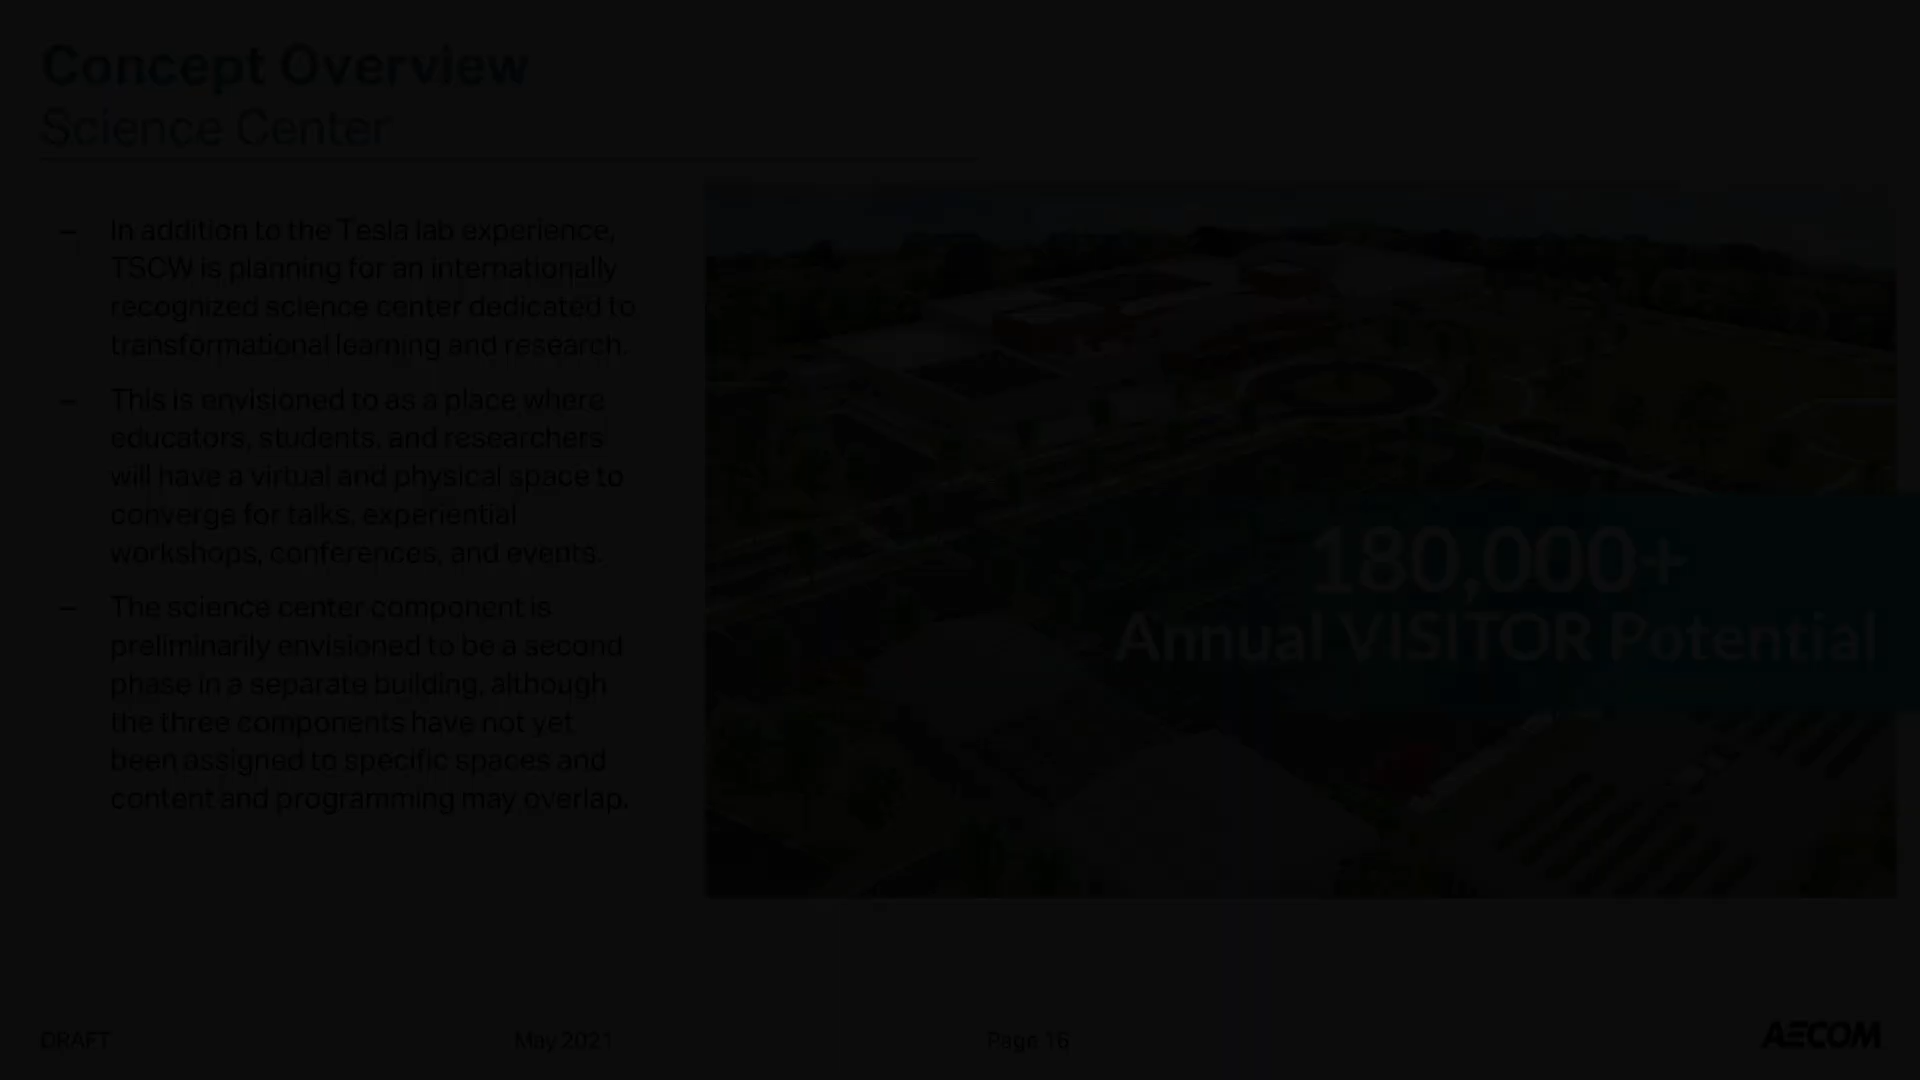 Concept Overview
Science Center
– In addition to the Tesla lab experience,
TSCW is planning for an internationally
recognized science center dedicated to
transformational learning and research.
– This is envisioned to as a place where
educators, students, and researchers
will have a virtual and physical space to
converge for talks, experiential
workshops, conferences, and events.
– The science center component is
preliminarily envisioned to be a second
phase in a separate building, although
the three components have not yet
been assigned to specific spaces and
content and programming may overlap.
180,000+
Annual VISITOR Potential
DRAFT
May 2021
Page 16
AECOM